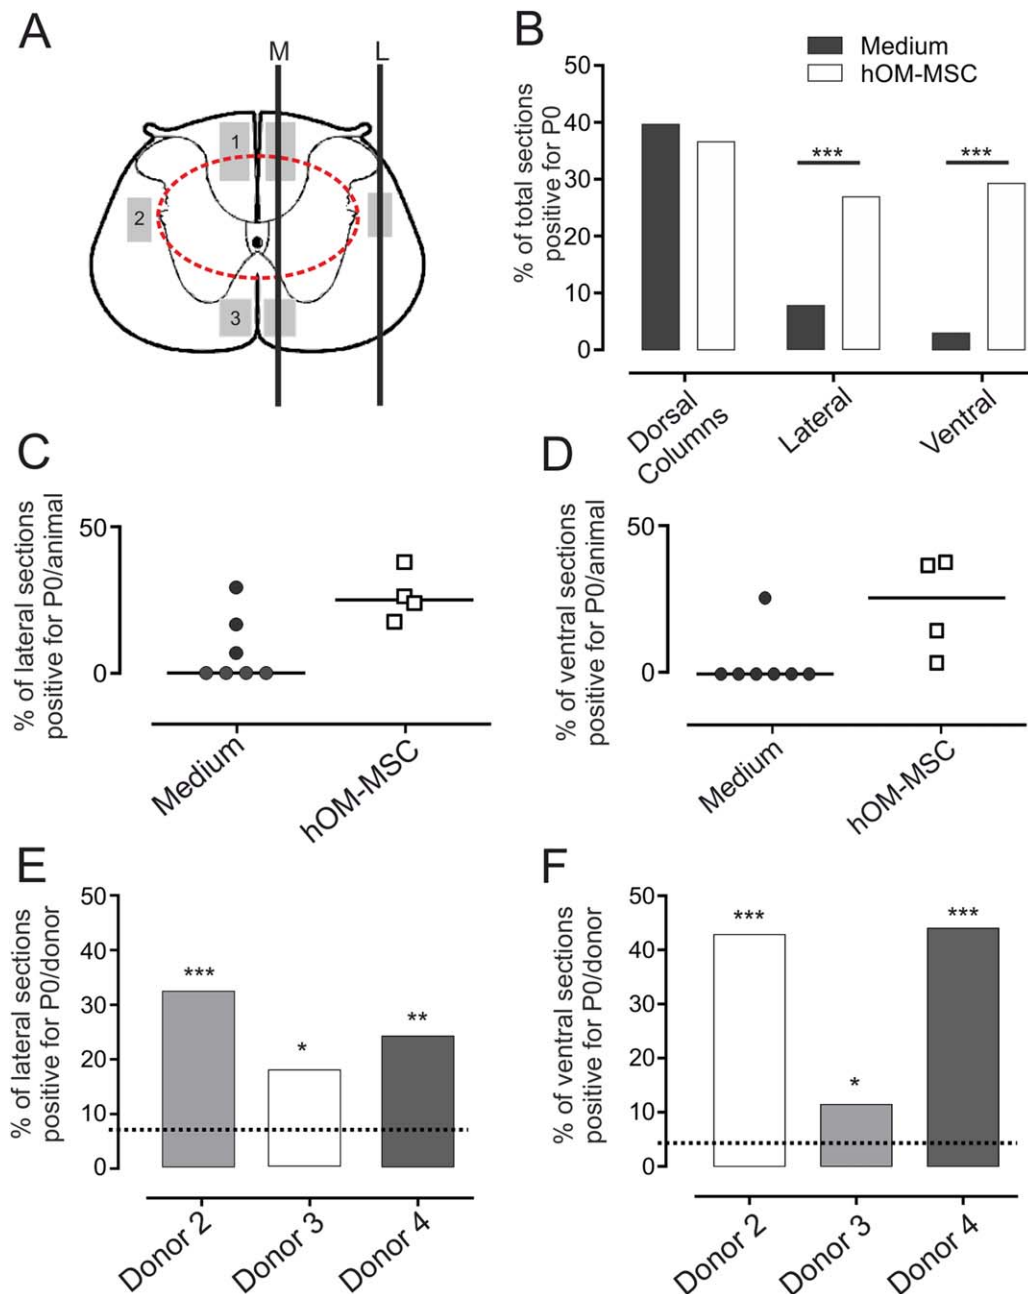 A
M
L
1
2
3
B
Medium
hOM-MSC
% of total sections
positive for P0
50
40
30
20
10
0
***
***
Dorsal
Columns
Lateral
Ventral
C
% of lateral sections
positive for P0/animal
50
0
Medium
hOM-MSC
D
% of ventral sections
positive for P0/animal
50
0
Medium
hOM-MSC
E
% of lateral sections
positive for P0/donor
50
40
30
20
10
0
***
*
**
Donor 2
Donor 3
Donor 4
F
% of ventral sections
positive for P0/donor
50
40
30
20
10
0
***
*
***
Donor 2
Donor 3
Donor 4